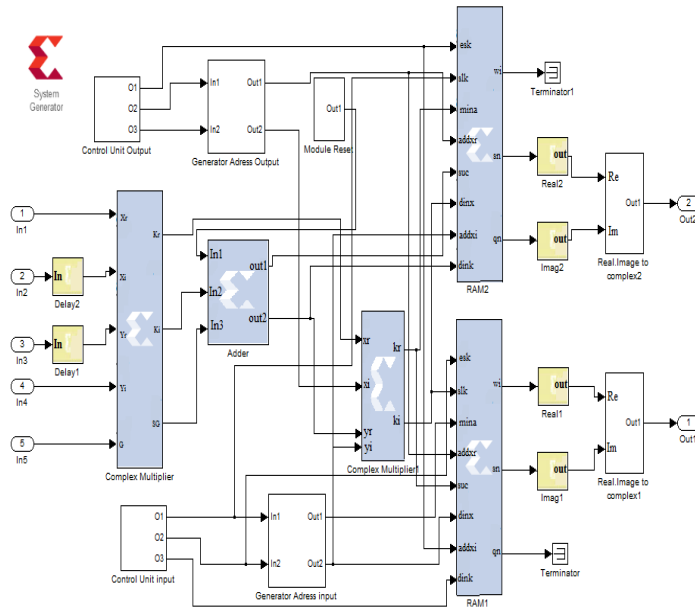 System
Generator
O1
O2
O3
Control Unit Output
In1
In2
Out1
Out2
Generator Adress Output
Out1
Module Reset
esk
slk
mina
addxr
suc
dinx
addxi
dink
wi
sn
qn
RAM2
Terminator1
out
Real2
out
Imag2
Re
Im
Out1
Real.Image to
complex2
2
Out2
1
In1
2
In2
In
Delay2
3
In3
In
Delay1
4
In4
5
In5
Xr
Xi
Yr
Yi
G
Kr
Ki
SG
Complex Multiplier
In1
In2
In3
out1
out2
Adder
xr
xi
yr
yi
kr
ki
Complex Multiplier1
esk
slk
mina
addxr
suc
dinx
addxi
dink
wi
sn
qn
RAM1
out
Real1
out
Imag1
Re
Im
Out1
Real.Image to
complex1
1
Out1
Terminator
O1
O2
O3
Control Unit input
In1
In2
Out1
Out2
Generator Adress input